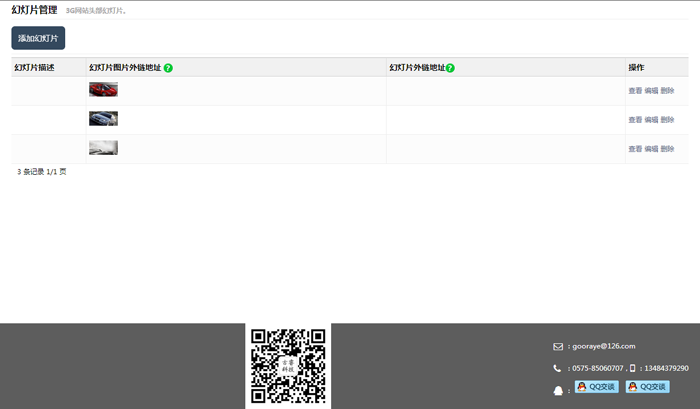 幻灯片管理 3G网站头部幻灯片。
添加幻灯片
幻灯片描述 幻灯片图片外链地址 ? 幻灯片外链地址 ? 操作
查看 编辑 删除
查看 编辑 删除
查看 编辑 删除
3 条记录 1/1 页
古睿
科技
: gooraye@126.com
: 0575-85060707 , : 13484379290
: QQ交谈 QQ交谈